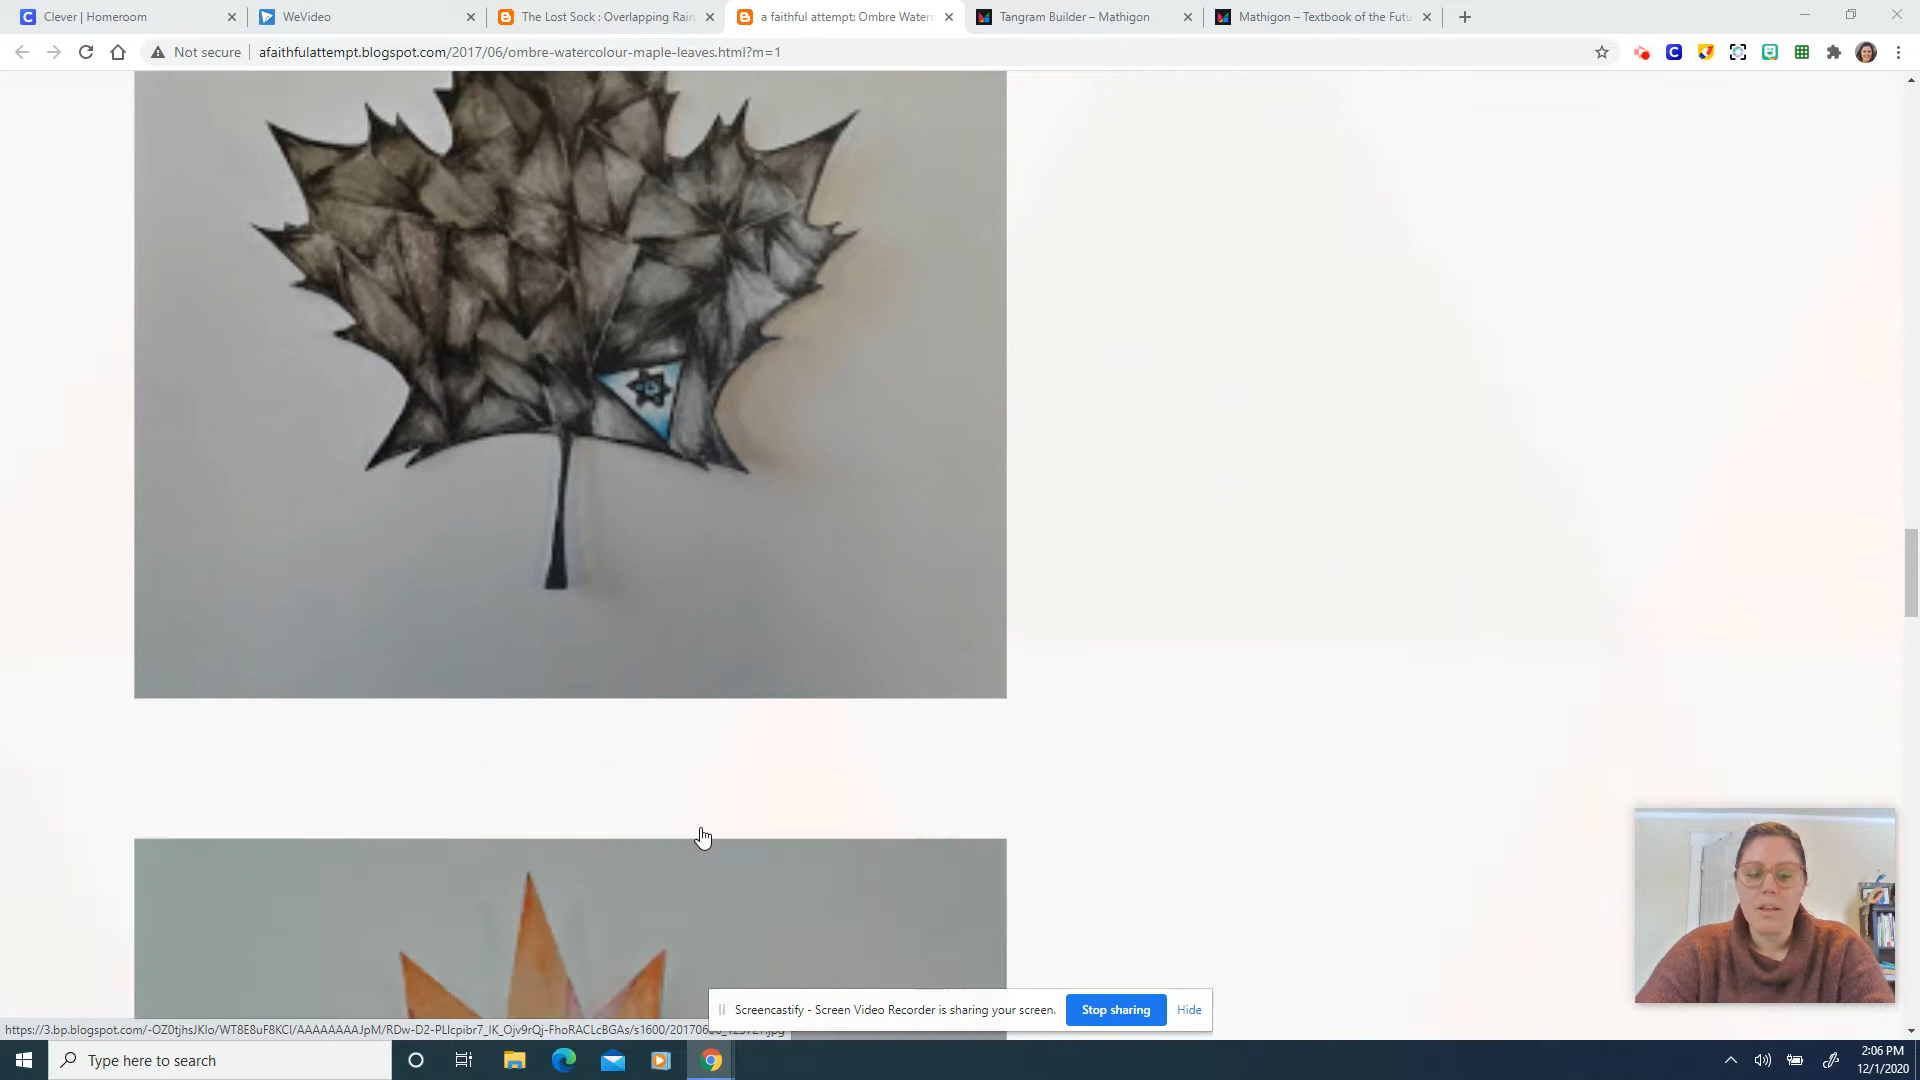 Clever | Homeroom
WeVideo
The Lost Sock : Overlapping Rain
a faithful attempt: Ombre Waterc
Tangram Builder – Mathigon
Mathigon – Textbook of the Futu
Not secure
afaithfulattempt.blogspot.com/2017/06/ombre-watercolour-maple-leaves.html?m=1
Screencastify - Screen Video Recorder is sharing your screen.
Stop sharing
Hide
Type here to search
2:06 PM
12/1/2020